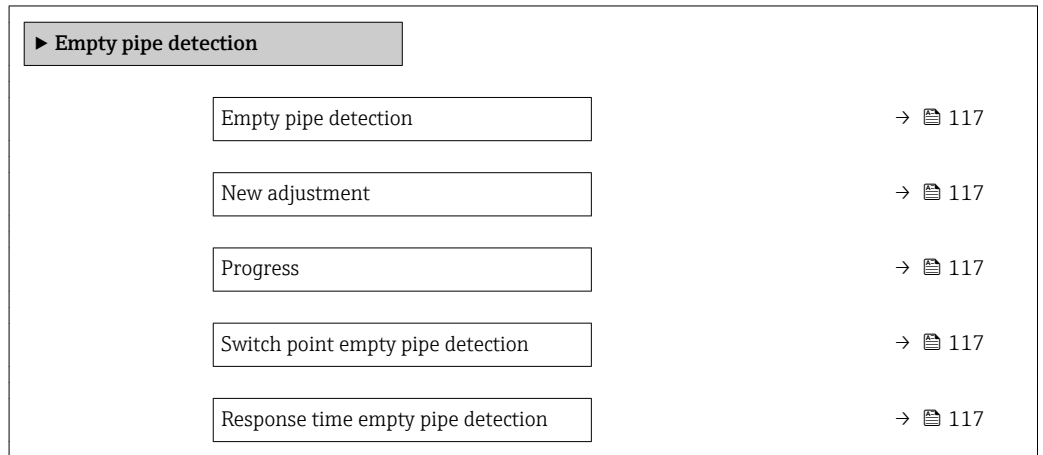 ► Empty pipe detection
Empty pipe detection → 117
New adjustment → 117
Progress → 117
Switch point empty pipe detection → 117
Response time empty pipe detection → 117